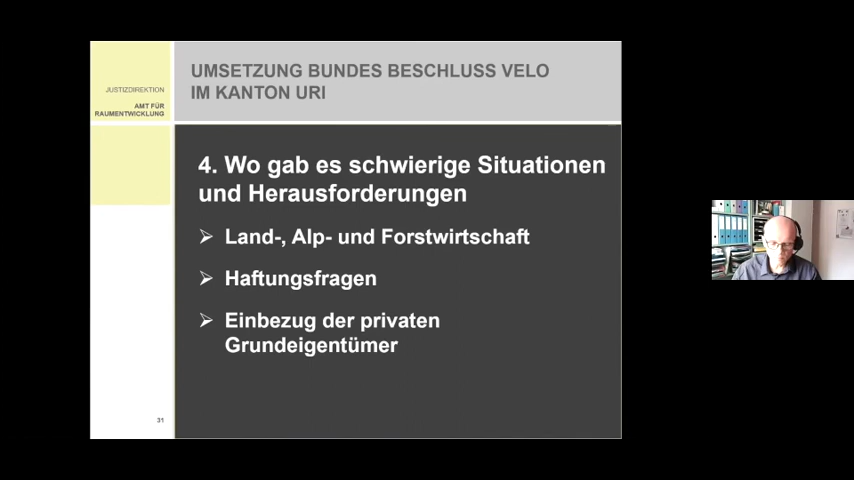 JUSTIZDIREKTION
AMT FÜR
RAUMENTWICKLUNG
UMSETZUNG BUNDES BESCHLUSS VELO
IM KANTON URI
4. Wo gab es schwierige Situationen
und Herausforderungen
➢ Land-, Alp- und Forstwirtschaft
➢ Haftungsfragen
➢ Einbezug der privaten
Grundeigentümer
31